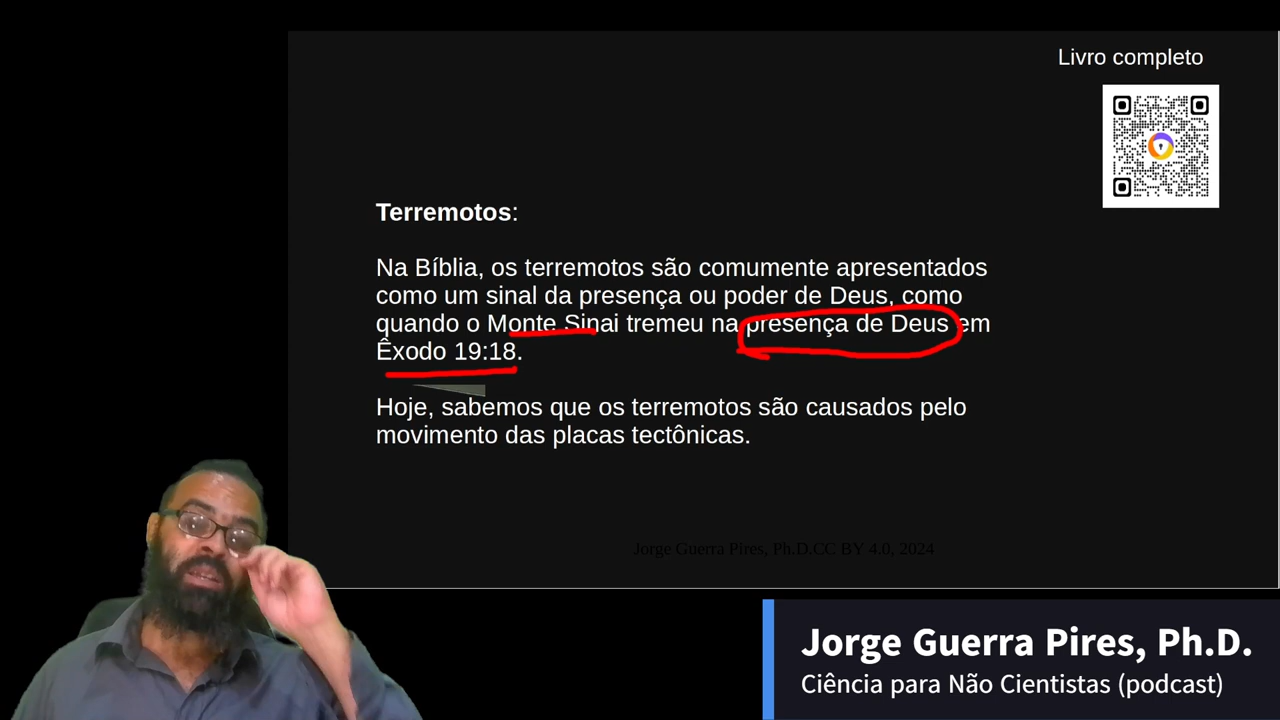 Livro completo
Terremotos:
Na Bíblia, os terremotos são comumente apresentados
como um sinal da presença ou poder de Deus, como
quando o Monte Sinai tremeu na presença de Deus em
Êxodo 19:18.
Hoje, sabemos que os terremotos são causados pelo
movimento das placas tectônicas.
Jorge Guerra Pires, Ph.D.CC BY 4.0, 2024
Jorge Guerra Pires, Ph.D.
Ciência para Não Cientistas (podcast)